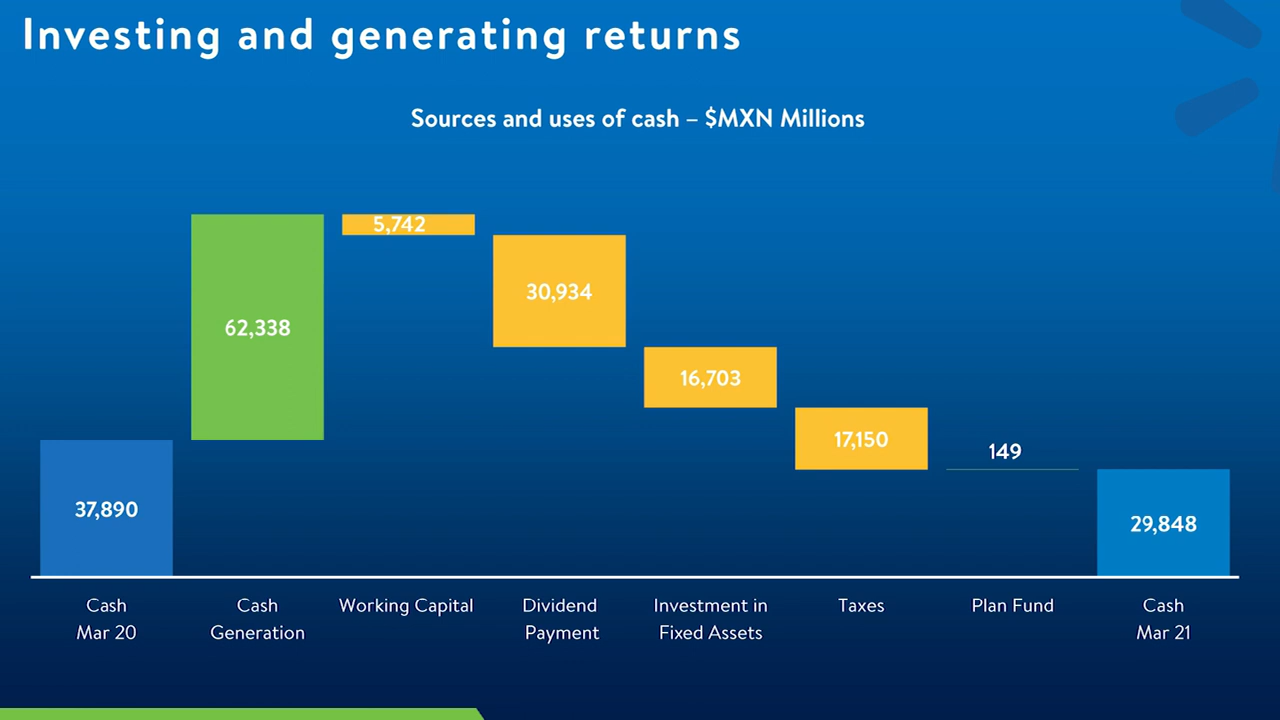 Investing and generating returns
Sources and uses of cash – $MXN Millions
5,742
30,934
62,338
16,703
17,150
149
37,890
29,848
Cash
Mar 20
Cash
Generation
Working Capital
Dividend
Payment
Investment in
Fixed Assets
Taxes
Plan Fund
Cash
Mar 21